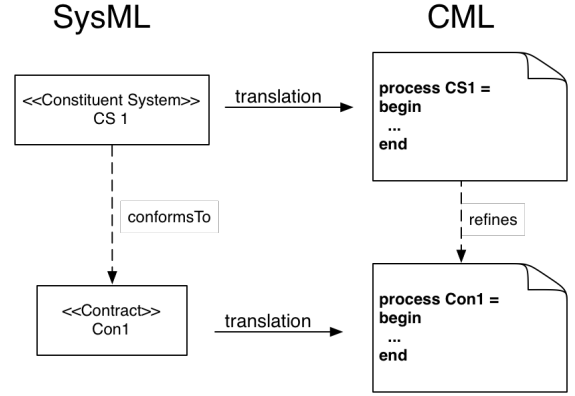 SysML
CML
<<Constituent System>>
CS 1
translation
process CS1 =
begin
...
end
conformsTo
refines
<<Contract>>
Con1
translation
process Con1 =
begin
...
end